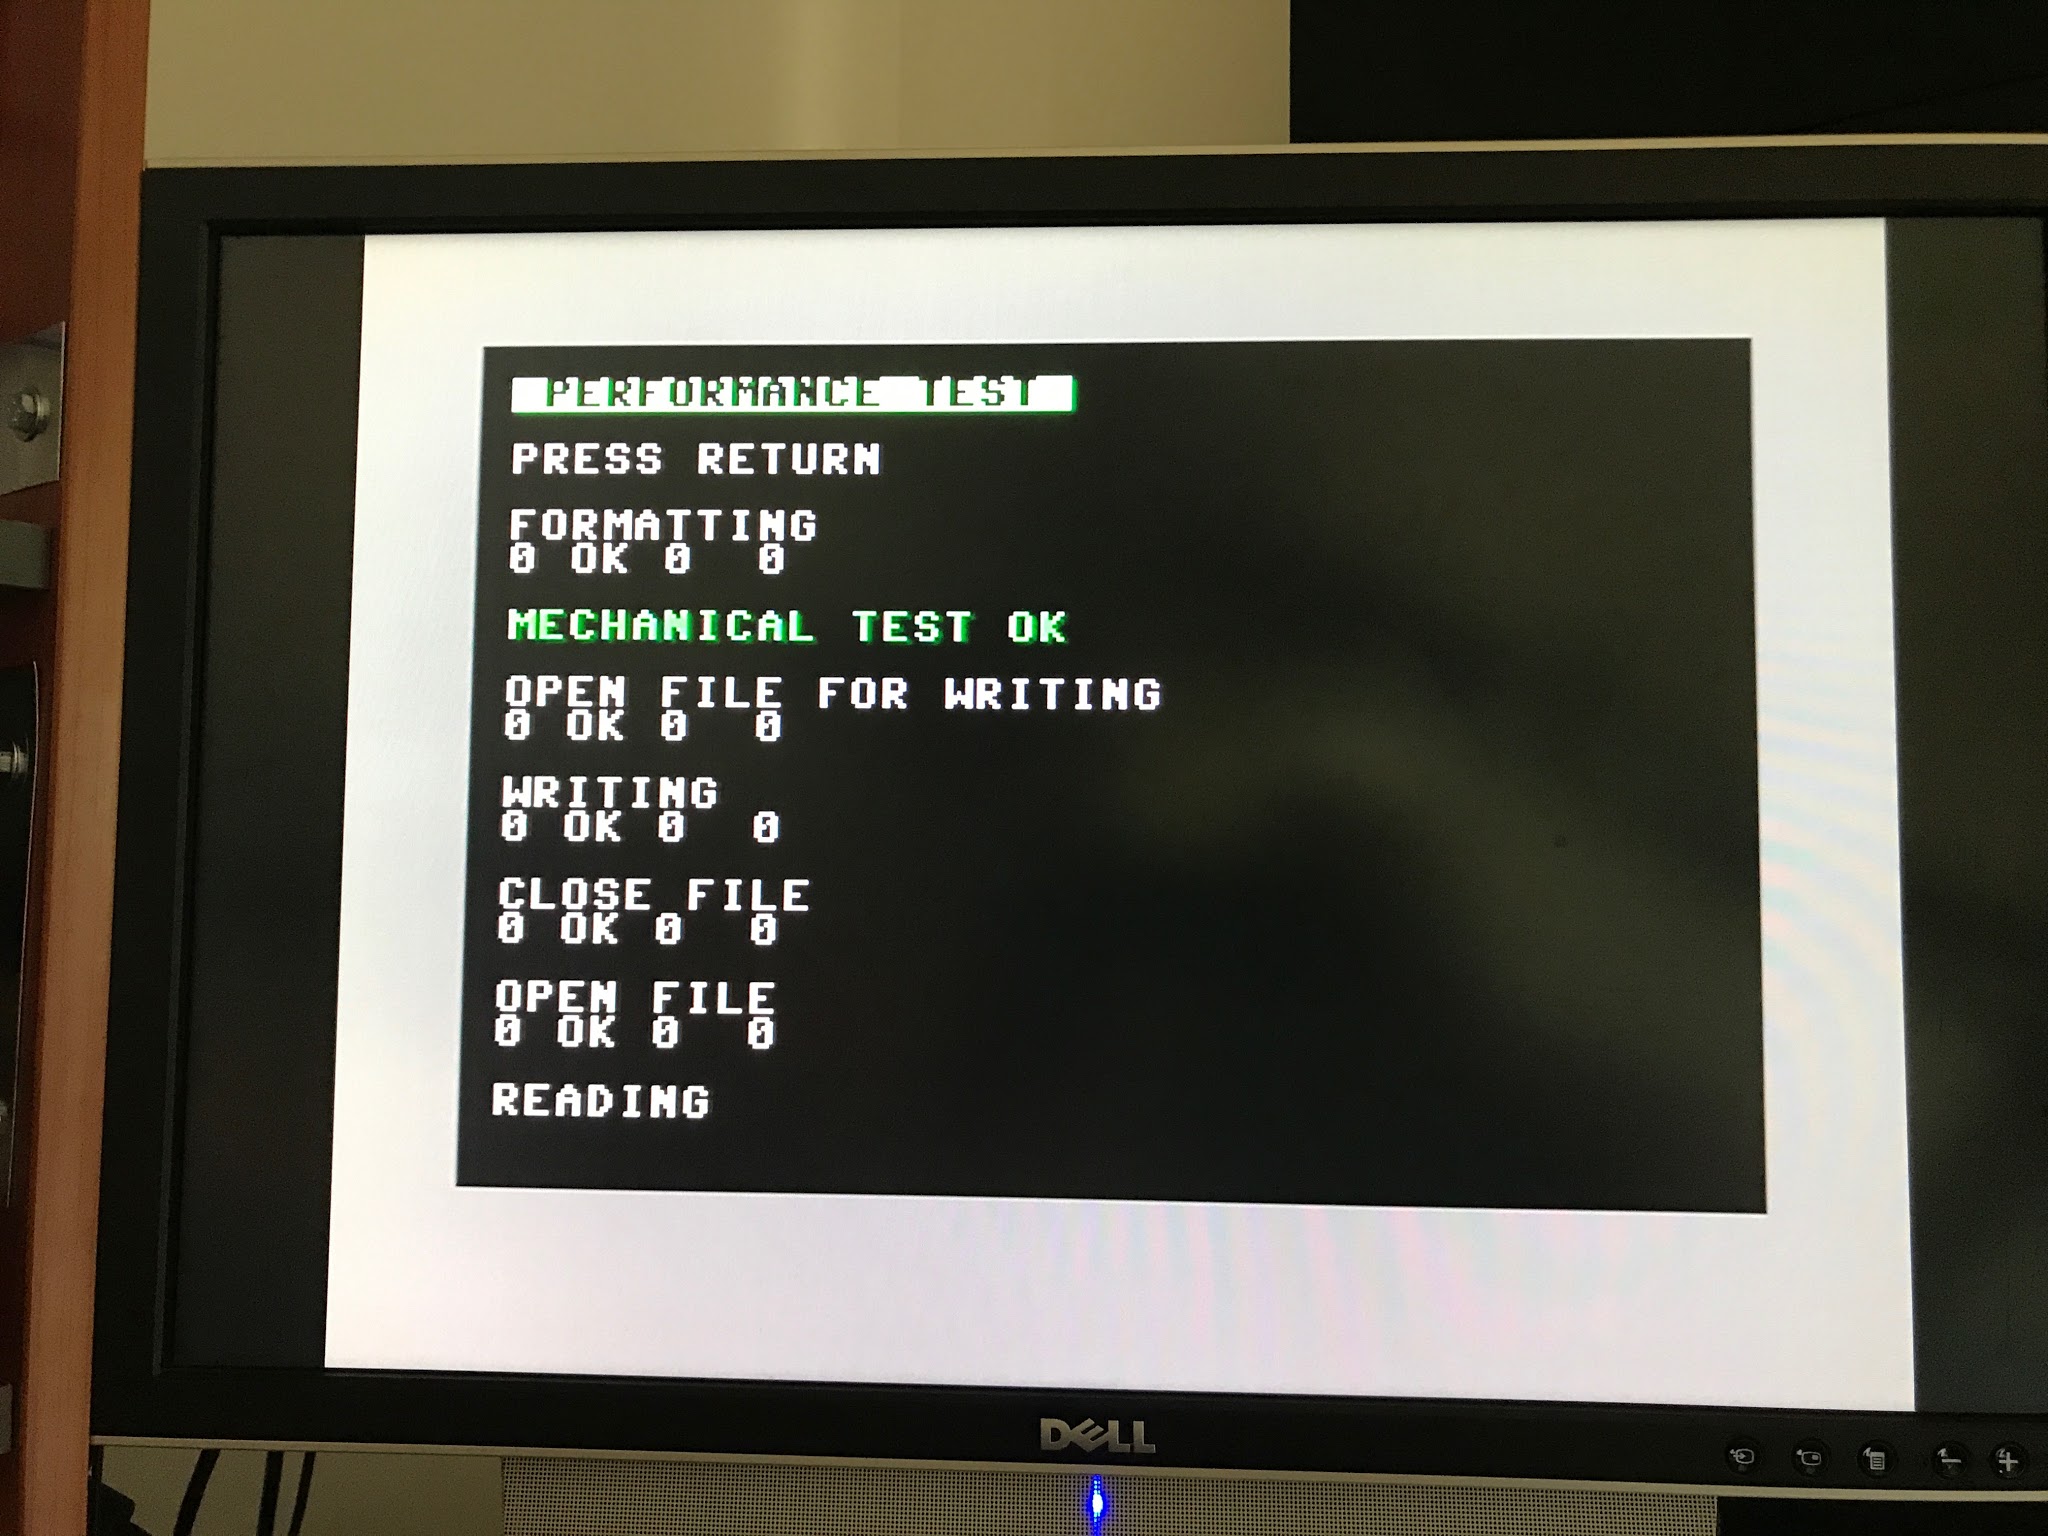 PERFORMANCE TEST
PRESS RETURN
FORMATTING
0 OK 0 0
MECHANICAL TEST OK
OPEN FILE FOR WRITING
0 OK 0 0
WRITING
0 OK 0 0
CLOSE FILE
0 OK 0 0
OPEN FILE
0 OK 0 0
READING
DELL